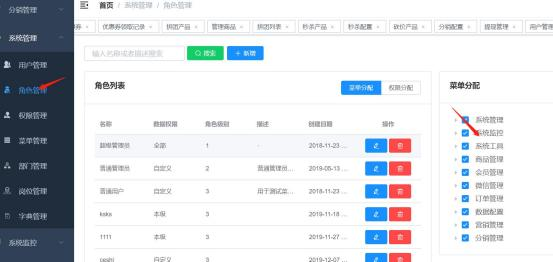 分销管理
系统管理
用户管理
角色管理
权限管理
菜单管理
部门管理
岗位管理
字典管理
系统监控
首页 / 系统管理 / 角色管理
优惠券领取记录 × 拼团产品 × 管理商品 × 拼团列表 × 秒杀产品 × 秒杀配置 × 砍价产品 × 分销配置 × 提现管理 × 用户管
输入名称或者描述搜索 搜索 + 新增
角色列表 菜单分配 权限分配
名称 数据权限 角色级别 描述 创建日期 操作
超级管理员 全部 1 - 2018-11-23 ...
普通管理员 自定义 2 普通管理员... 2019-05-13 ...
普通用户 自定义 3 用于测试菜... 2018-11-23 ...
ksks 本级 3 2019-11-18 ...
1111 本级 3 2019-11-27 ...
自定义 3 2019-12-07 ...
菜单分配
系统管理
系统监控
系统工具
商品管理
会员管理
微信管理
订单管理
数据配置
营销管理
分销管理